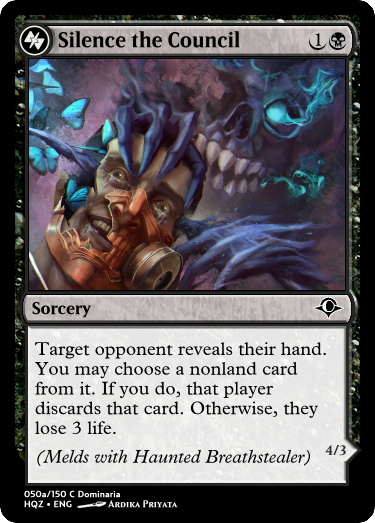 Silence the Council 1
Sorcery
Target opponent reveals their hand.
You may choose a nonland card
from it. If you do, that player
discards that card. Otherwise, they
lose 3 life.
(Melds with Haunted Breathstealer)
4/3
050a/150 C Dominaria
HQZ • ENG Ardika Priyata